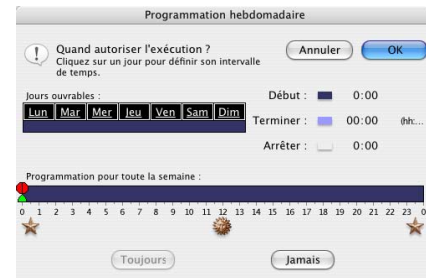 Programmation hebdomadaire
Quand autoriser l'exécution ?
Cliquez sur un jour pour définir son intervalle
de temps.
Annuler
OK
Jours ouvrables :
Lun Mar Mer Jeu Ven Sam Dim
Début : 0:00
Terminer : 00:00 (hh:...
Arrêter : 0:00
Programmation pour toute la semaine :
0 1 2 3 4 5 6 7 8 9 10 11 12 13 14 15 16 17 18 19 20 21 22 23 0
Toujours
Jamais